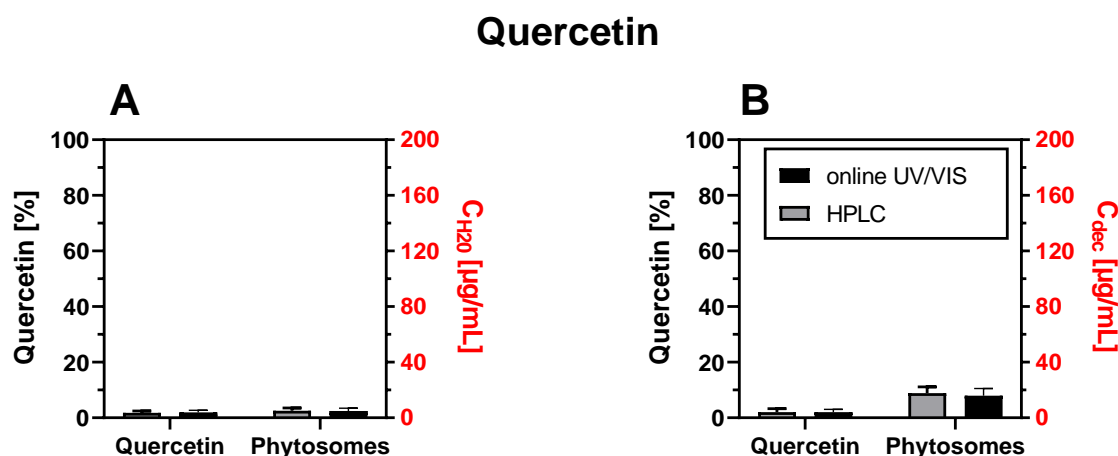 Quercetin
A
Quercetin [%]
100
80
60
40
20
0
200
160
120
80
40
0
C_H20 [µg/mL]
Quercetin
Phytosomes
B
Quercetin [%]
100
80
60
40
20
0
online UV/VIS
HPLC
200
160
120
80
40
0
C_dec [µg/mL]
Quercetin
Phytosomes